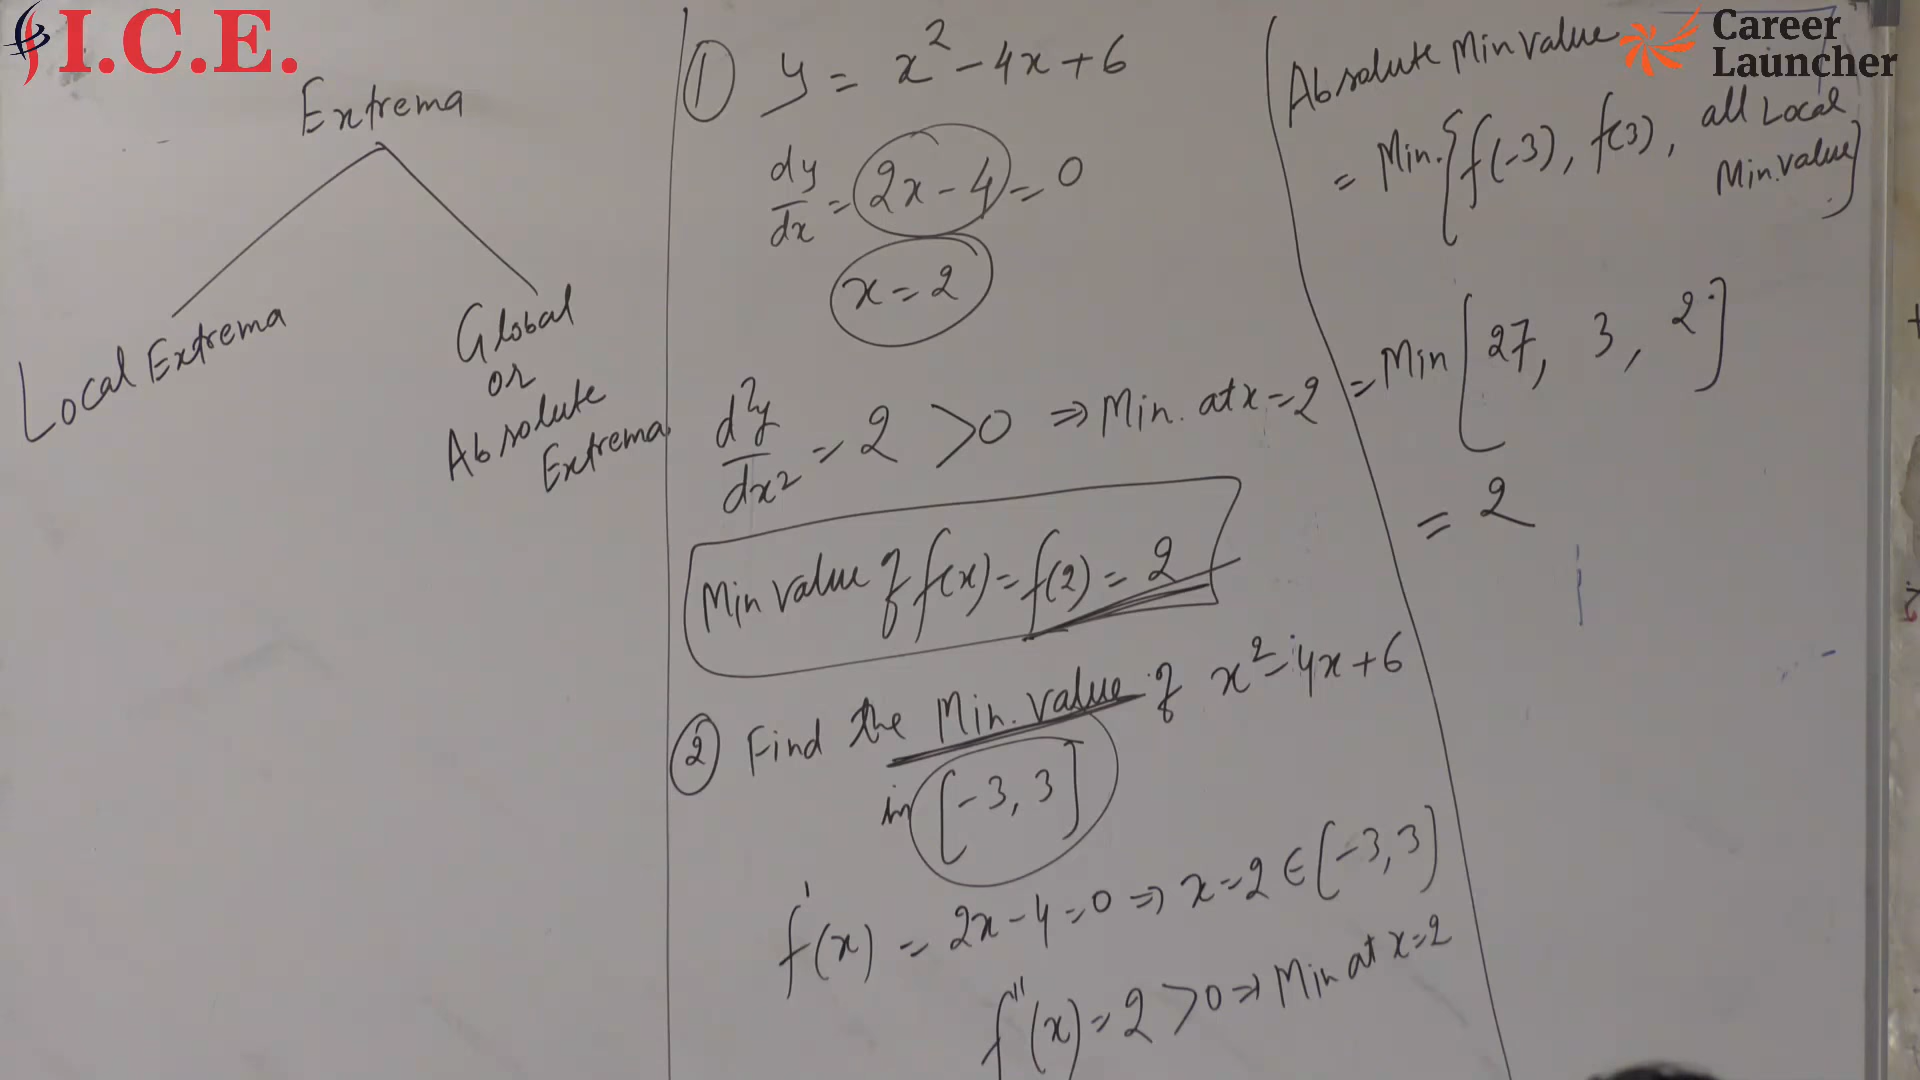 I.C.E.
Career
Launcher
Extrema
Local Extrema
Global
or
Absolute
Extrema
① y = x² - 4x + 6
dy/dx = 2x - 4 = 0
x = 2
d²y/dx² = 2 > 0 ⇒ Min. at x = 2
Min value of f(x) = f(2) = 2
② Find the Min. value of x² - 4x + 6
in [-3, 3]
f'(x) = 2x - 4 = 0 ⇒ x = 2 ∈ [-3, 3]
f''(x) = 2 > 0 ⇒ Min at x = 2
Absolute Min value
= Min. {f(-3), f(3), all Local
Min. value}
= Min [27, 3, 2]
= 2